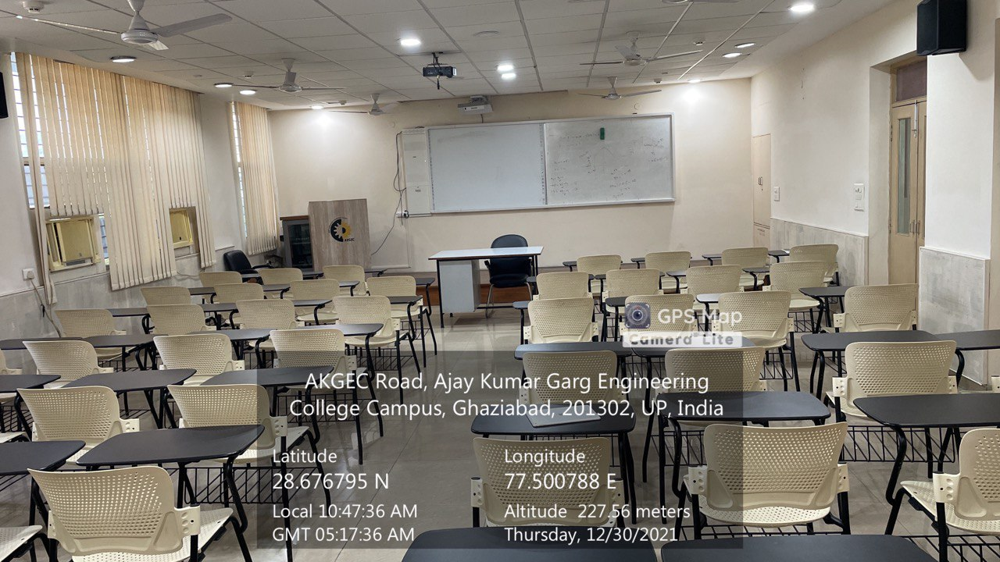 AKGEC
GPS Map
Camera Lite
AKGEC Road, Ajay Kumar Garg Engineering
College Campus, Ghaziabad, 201302, UP, India
Latitude
28.676795 N
Longitude
77.500788 E
Local 10:47:36 AM
GMT 05:17:36 AM
Altitude 227.56 meters
Thursday, 12/30/2021